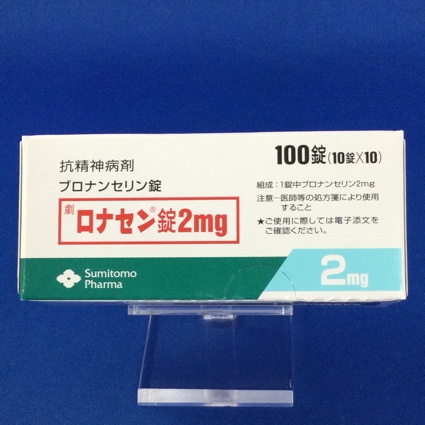 抗精神病剤
ブロナンセリン錠
劇 ロナセン®錠2mg
100錠(10錠×10)
組成：1錠中ブロナンセリン2mg
注意－医師等の処方箋により使用
すること
★ご使用に際しては電子添文を
ご確認ください。
Sumitomo
Pharma
2mg